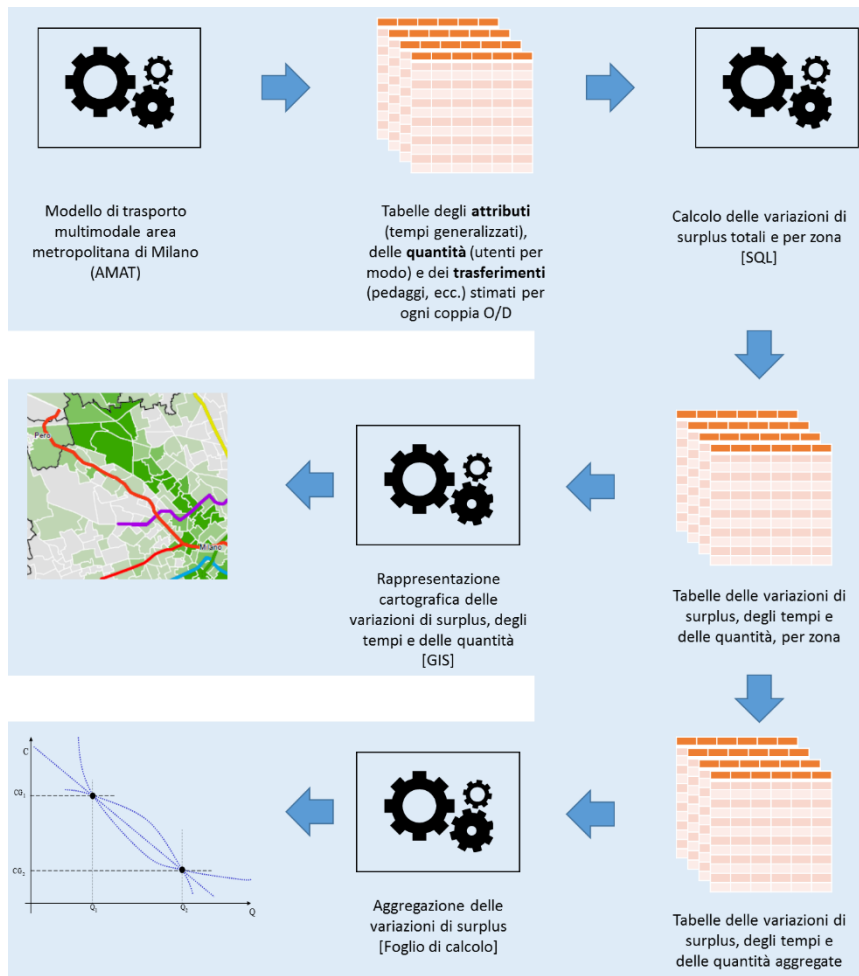 Modello di trasporto
multimodale area
metropolitana di Milano
(AMAT)
Tabelle degli attributi
(tempi generalizzati),
delle quantità (utenti per
modo) e dei trasferimenti
(pedaggi, ecc.) stimati per
ogni coppia O/D
Calcolo delle variazioni di
surplus totali e per zona
[SQL]
Pero
Milano
Rappresentazione
cartografica delle
variazioni di surplus, degli
tempi e delle quantità
[GIS]
Tabelle delle variazioni di
surplus, degli tempi e
delle quantità, per zona
C
CG₁
CG₂
Q₁
Q₂
Q
Aggregazione delle
variazioni di surplus
[Foglio di calcolo]
Tabelle delle variazioni di
surplus, degli tempi e
delle quantità aggregate